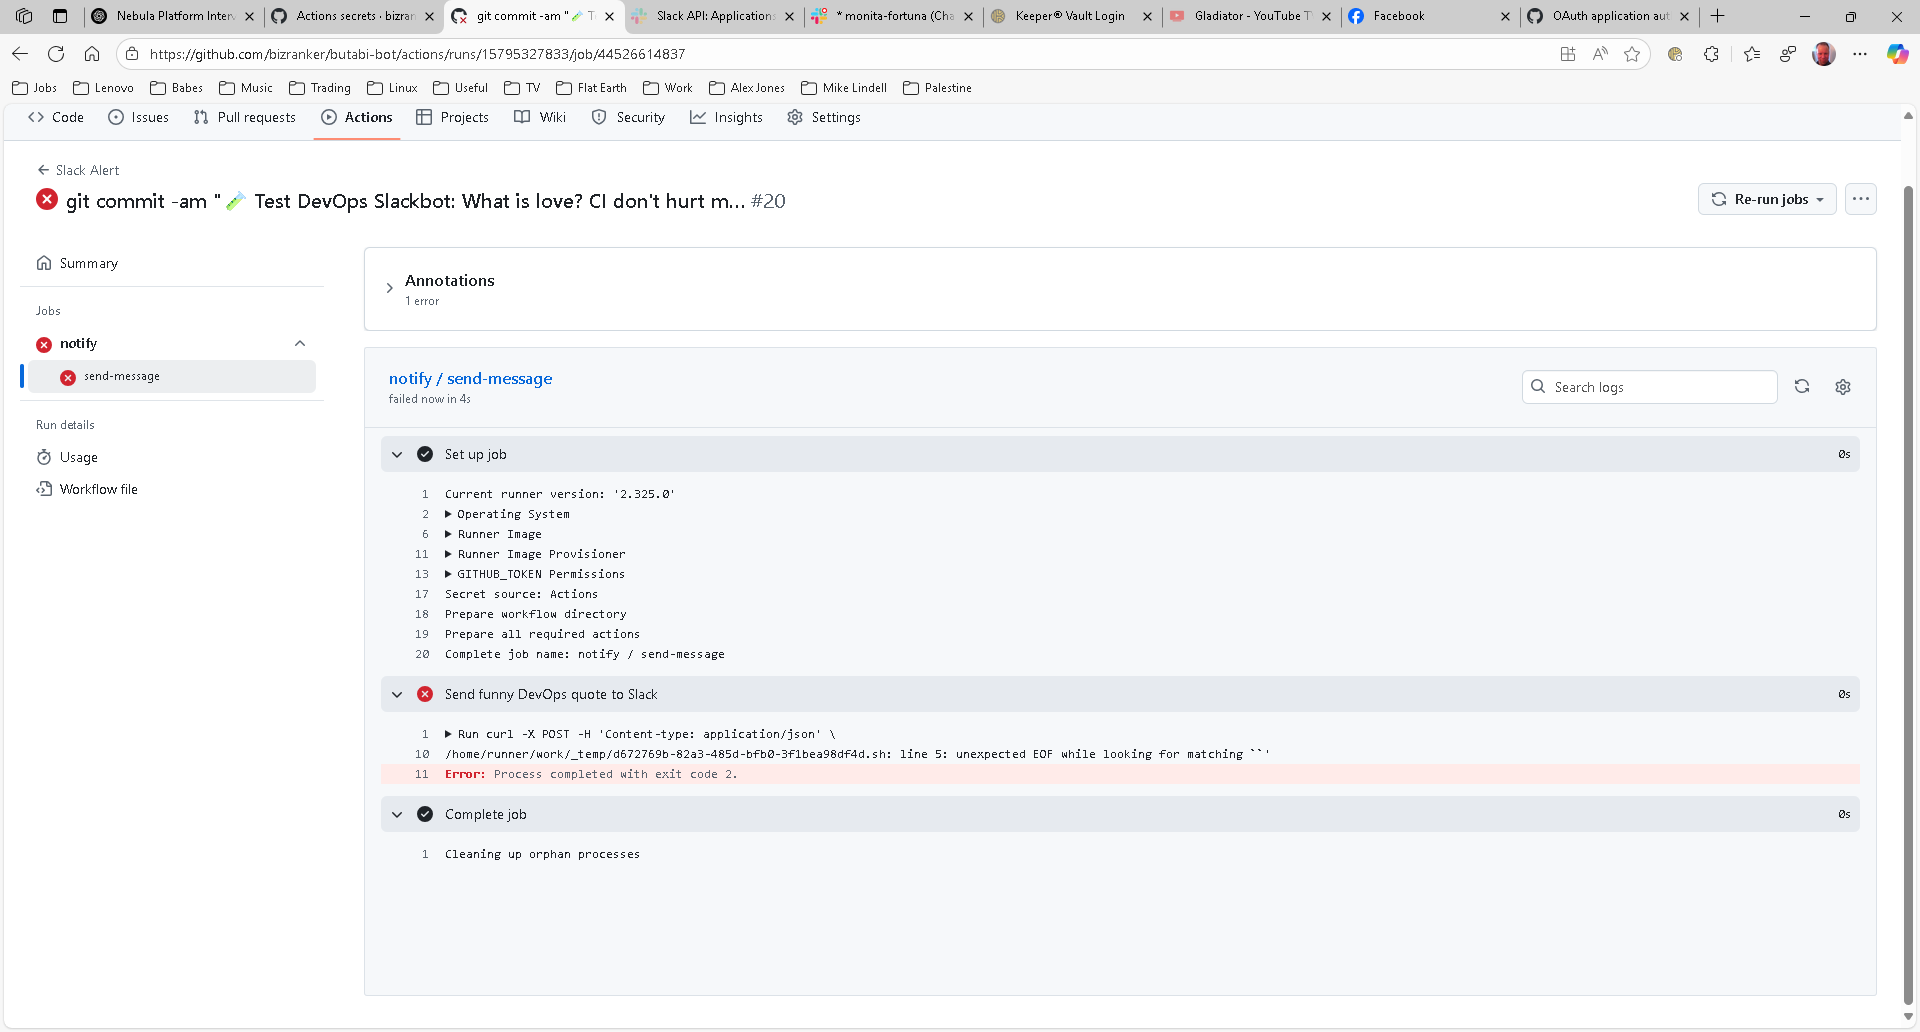 Nebula Platform Interv
Actions secrets · bizran
git commit -am "🧪 Te
Slack API: Applications
* monita-fortuna (Cha
Keeper® Vault Login
Gladiator - YouTube T
Facebook
OAuth application aut
https://github.com/bizranker/butabi-bot/actions/runs/15795327833/job/44526614837
Jobs
Lenovo
Babes
Music
Trading
Linux
Useful
TV
Flat Earth
Work
Alex Jones
Mike Lindell
Palestine
Code
Issues
Pull requests
Actions
Projects
Wiki
Security
Insights
Settings
Slack Alert
git commit -am "🧪 Test DevOps Slackbot: What is love? CI don't hurt m... #20
Re-run jobs
Summary
Jobs
notify
send-message
Run details
Usage
Workflow file
Annotations
1 error
notify / send-message
failed now in 4s
Search logs
Set up job
0s
1 Current runner version: '2.325.0'
2 Operating System
6 Runner Image
11 Runner Image Provisioner
13 GITHUB_TOKEN Permissions
17 Secret source: Actions
18 Prepare workflow directory
19 Prepare all required actions
20 Complete job name: notify / send-message
Send funny DevOps quote to Slack
0s
1 Run curl -X POST -H 'Content-type: application/json' \
10 /home/runner/work/_temp/d672769b-82a3-485d-bfb0-3f1bea98df4d.sh: line 5: unexpected EOF while looking for matching ``'
11 Error: Process completed with exit code 2.
Complete job
0s
1 Cleaning up orphan processes